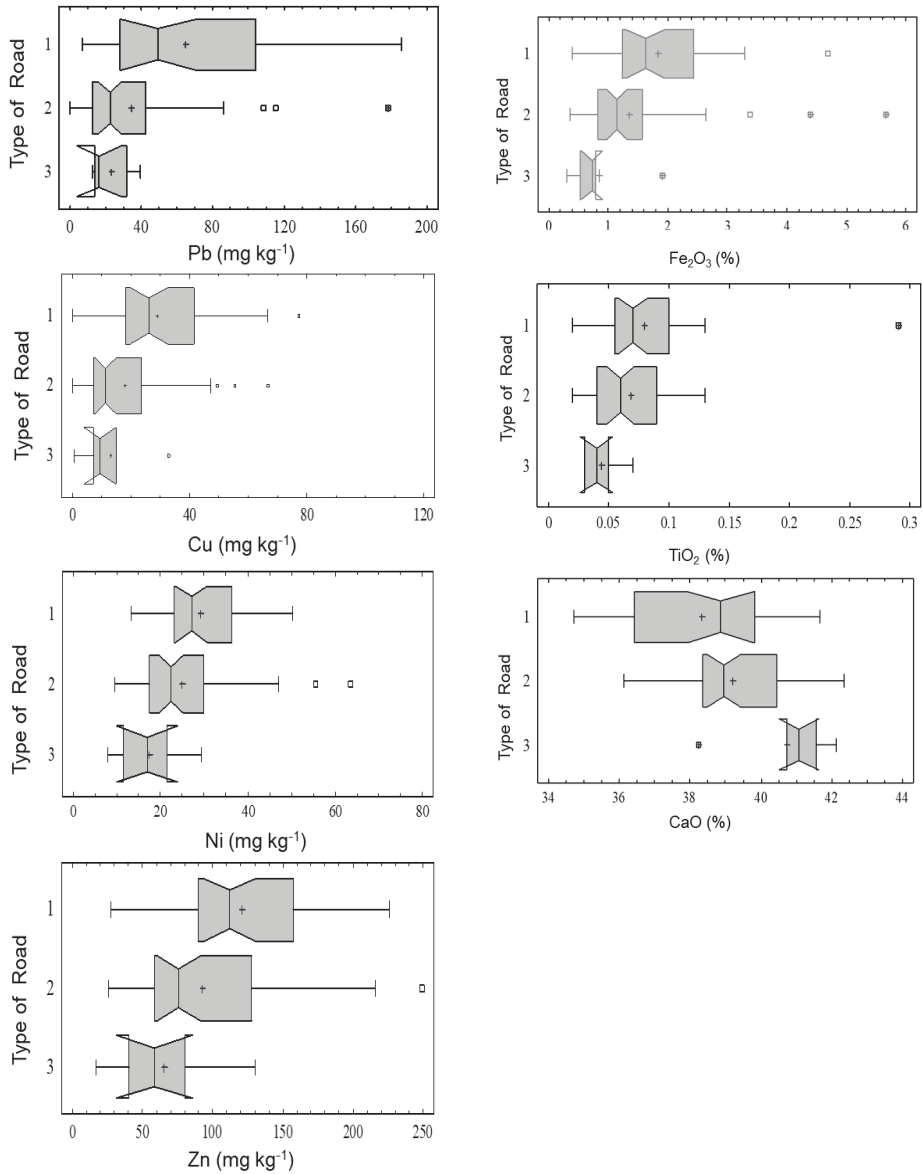 Type of Road
1
2
3
0 40 80 120 160 200
Pb (mg kg-1)
Type of Road
1
2
3
0 1 2 3 4 5 6
Fe2O3 (%)
Type of Road
1
2
3
0 40 80 120
Cu (mg kg-1)
Type of Road
1
2
3
0 0.05 0.1 0.15 0.2 0.25 0.3
TiO2 (%)
Type of Road
1
2
3
0 20 40 60 80
Ni (mg kg-1)
Type of Road
1
2
3
34 36 38 40 42 44
CaO (%)
Type of Road
1
2
3
0 50 100 150 200 250
Zn (mg kg-1)